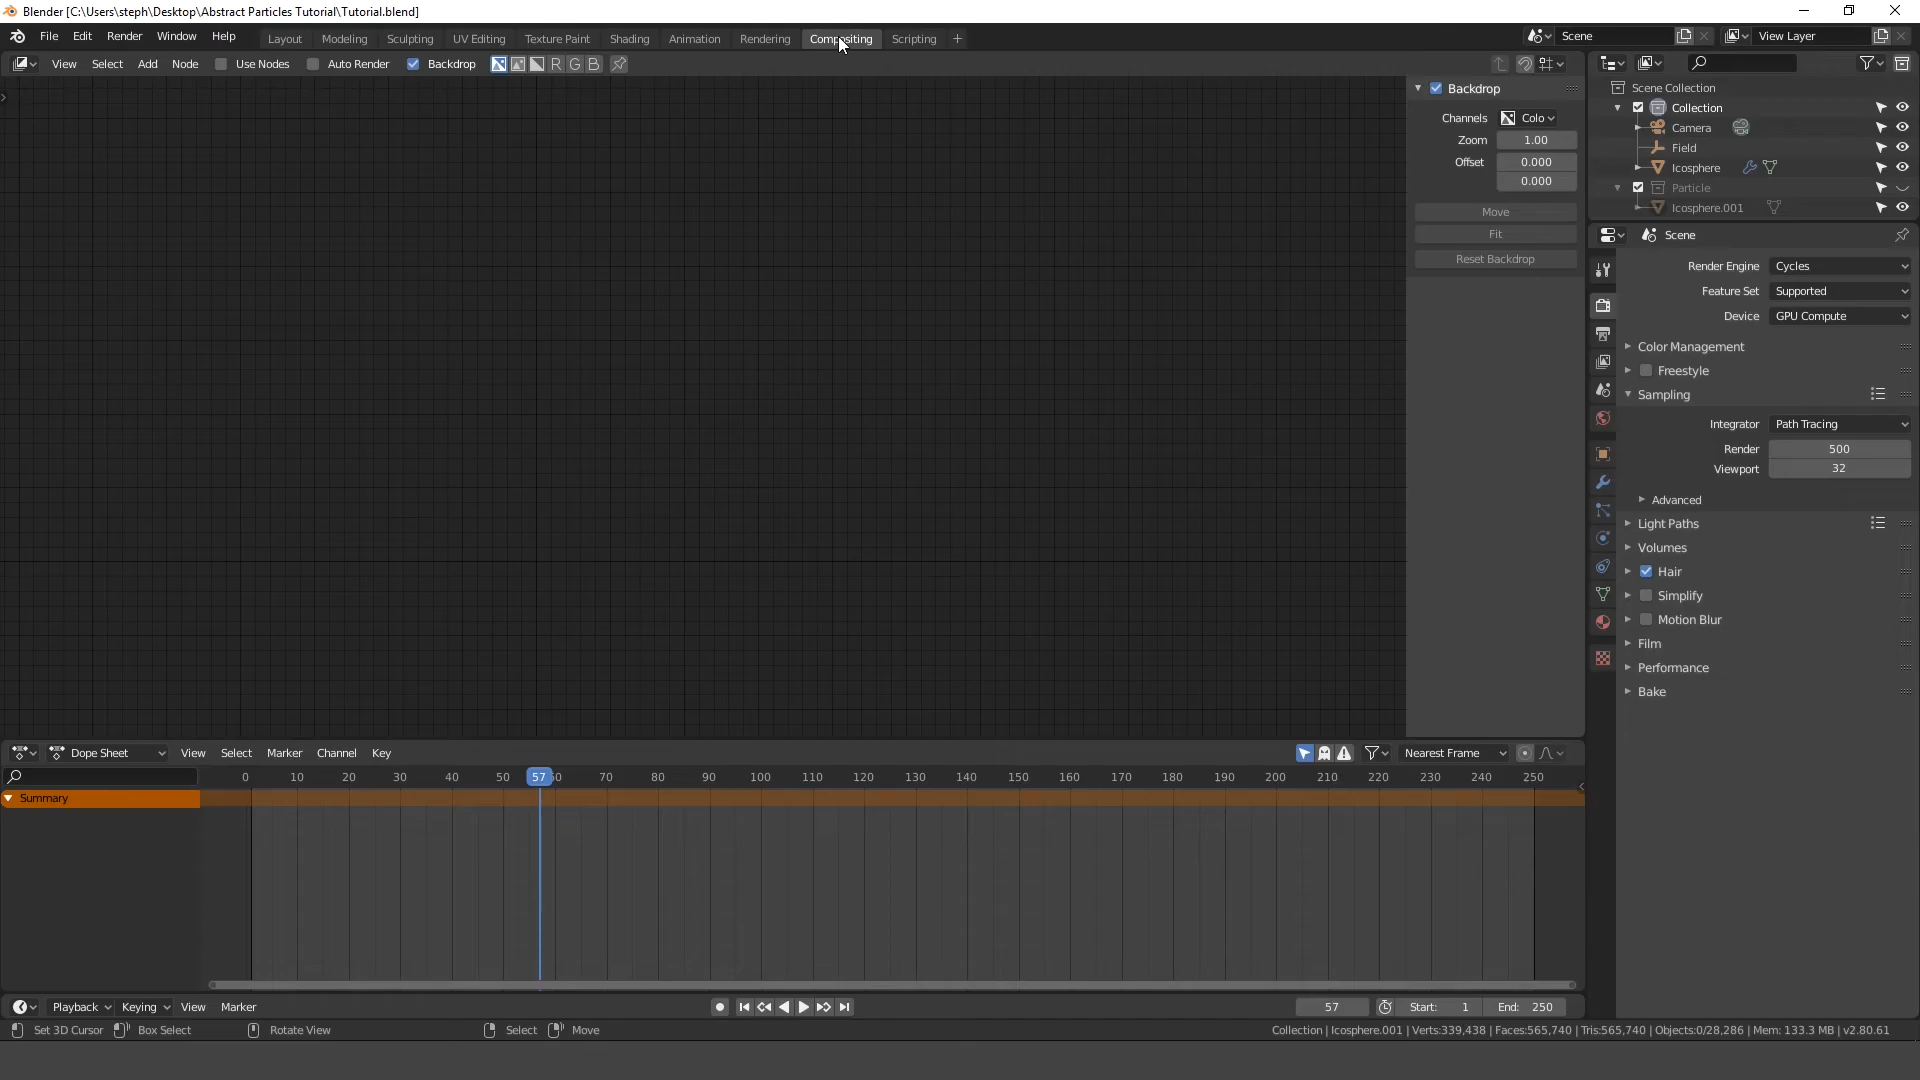 Blender [C:\Users\steph\Desktop\Abstract Particles Tutorial\Tutorial.blend]
File Edit Render Window Help Layout Modeling Sculpting UV Editing Texture Paint Shading Animation Rendering Compositing Scripting + Scene View Layer
View Select Add Node Use Nodes Auto Render Backdrop R G B
Backdrop
Channels Colo
Zoom 1.00
Offset 0.000
0.000
Move
Fit
Reset Backdrop
Scene Collection
Collection
Camera
Field
Icosphere
Particle
Icosphere.001
Scene
Render Engine Cycles
Feature Set Supported
Device GPU Compute
Color Management
Freestyle
Sampling
Integrator Path Tracing
Render 500
Viewport 32
Advanced
Light Paths
Volumes
Hair
Simplify
Motion Blur
Film
Performance
Bake
Dope Sheet View Select Marker Channel Key Nearest Frame
0 10 20 30 40 50 57 60 70 80 90 100 110 120 130 140 150 160 170 180 190 200 210 220 230 240 250
Summary
Playback Keying View Marker 57 Start: 1 End: 250
Set 3D Cursor Box Select Rotate View Select Move Collection | Icosphere.001 | Verts:339,438 | Faces:565,740 | Tris:565,740 | Objects:0/28,286 | Mem: 133.3 MB | v2.80.61